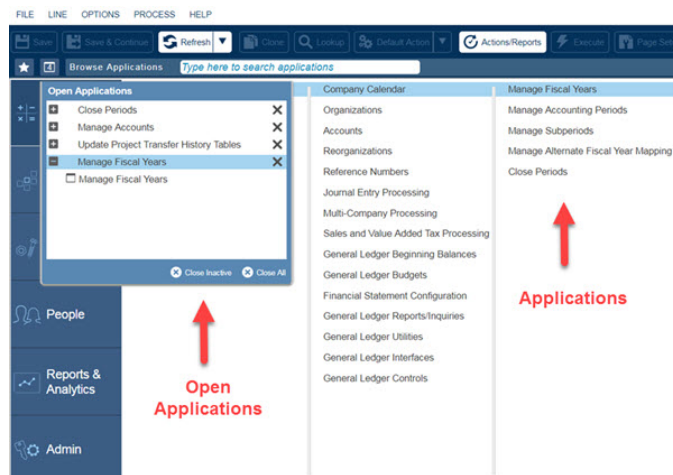 FILE LINE OPTIONS PROCESS HELP
Save Save & Continue Refresh Clone Lookup Default Action Actions/Reports Execute Page Set
4 Browse Applications Type here to search applications
Open Applications
Close Periods
Manage Accounts
Update Project Transfer History Tables
Manage Fiscal Years
Manage Fiscal Years
Close Inactive Close All
People
Reports &
Analytics
Admin
Company Calendar
Organizations
Accounts
Reorganizations
Reference Numbers
Journal Entry Processing
Multi-Company Processing
Sales and Value Added Tax Processing
General Ledger Beginning Balances
General Ledger Budgets
Financial Statement Configuration
General Ledger Reports/Inquiries
General Ledger Utilities
General Ledger Interfaces
General Ledger Controls
Manage Fiscal Years
Manage Accounting Periods
Manage Subperiods
Manage Alternate Fiscal Year Mapping
Close Periods
Open
Applications
Applications